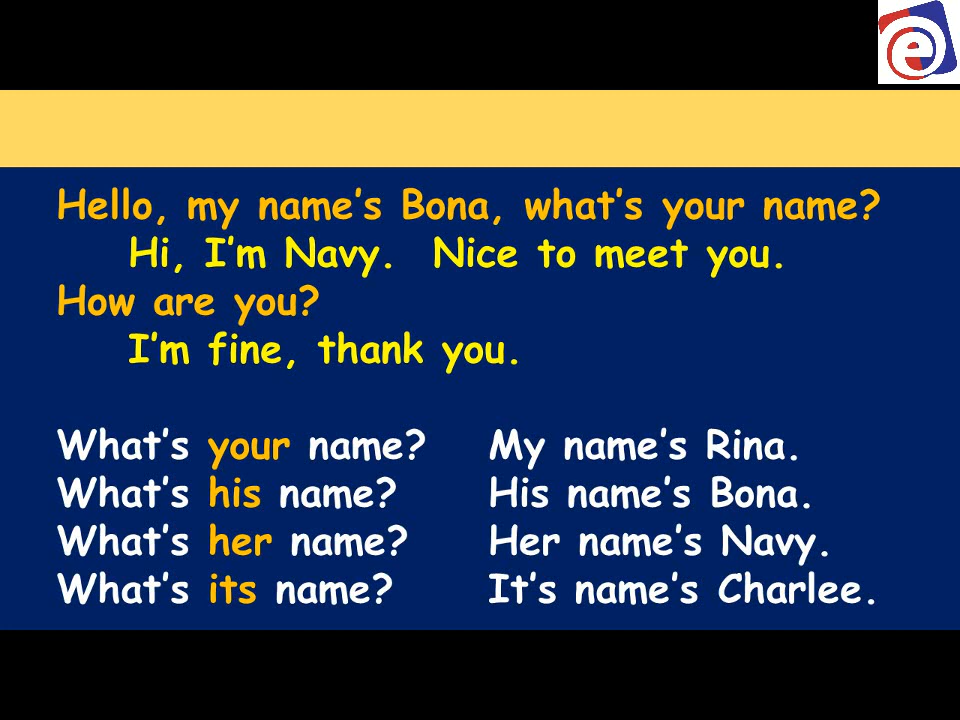 e
Hello, my name’s Bona, what’s your name?
Hi, I’m Navy. Nice to meet you.
How are you?
I’m fine, thank you.
What’s your name? My name’s Rina.
What’s his name? His name’s Bona.
What’s her name? Her name’s Navy.
What’s its name? It’s name’s Charlee.